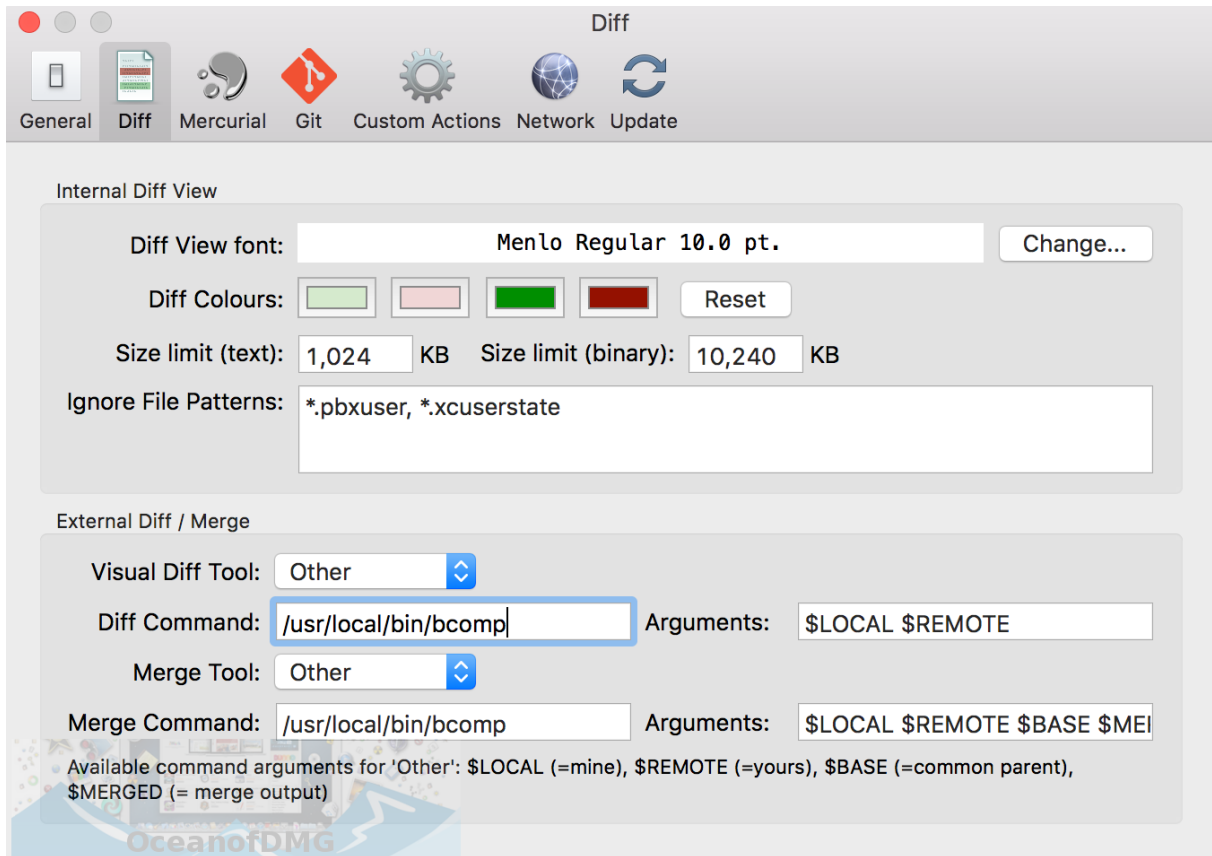 Diff
General Diff Mercurial Git Custom Actions Network Update
Internal Diff View
Diff View font: Menlo Regular 10.0 pt. Change...
Diff Colours: Reset
Size limit (text): 1,024 KB Size limit (binary): 10,240 KB
Ignore File Patterns: *.pbxuser, *.xcuserstate
External Diff / Merge
Visual Diff Tool: Other
Diff Command: /usr/local/bin/bcomp Arguments: $LOCAL $REMOTE
Merge Tool: Other
Merge Command: /usr/local/bin/bcomp Arguments: $LOCAL $REMOTE $BASE
Available command arguments for 'Other': $LOCAL (=mine), $REMOTE (=yours), $BASE (=common parent),
$MERGED (= merge output)
OceanofDMG